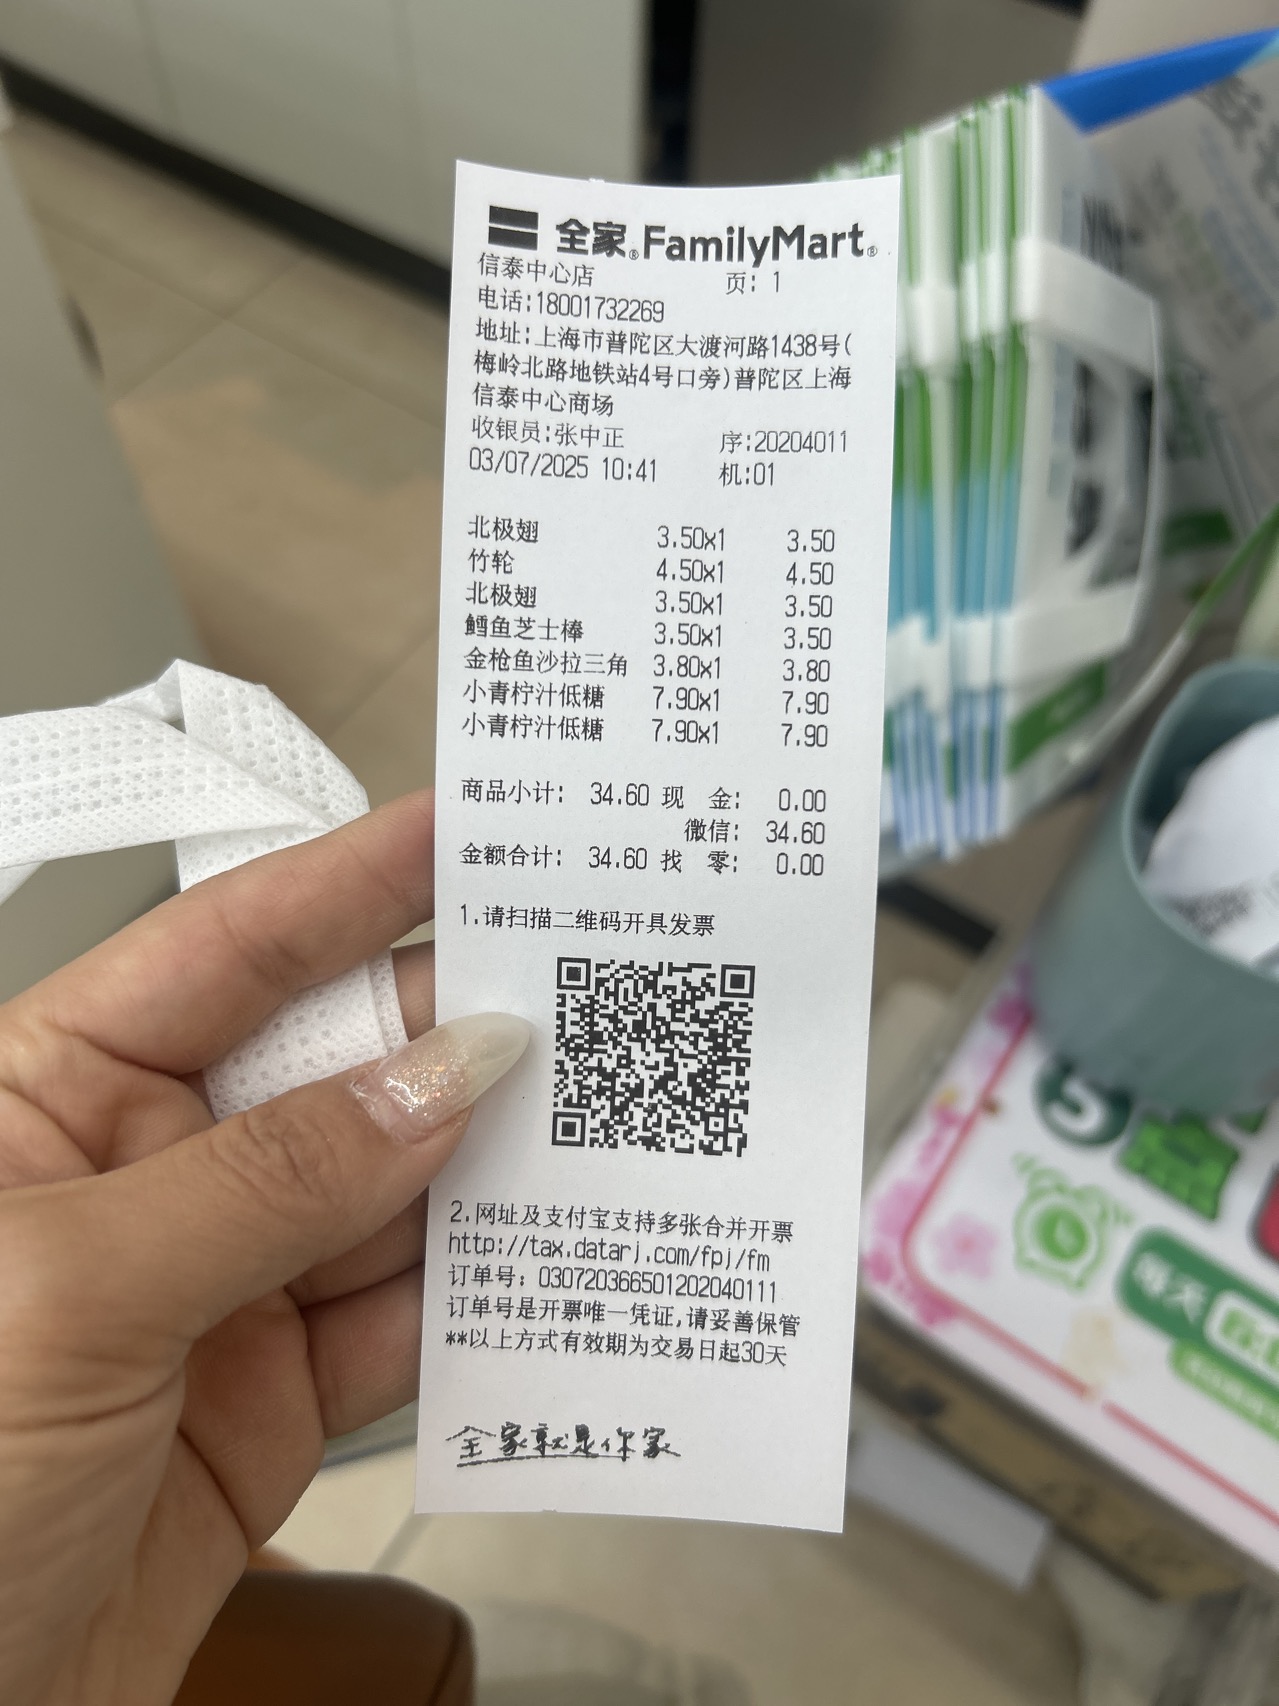 全家® FamilyMart®
信泰中心店 页: 1
电话:18001732269
地址:上海市普陀区大渡河路1438号(
梅岭北路地铁站4号口旁)普陀区上海
信泰中心商场
收银员:张中正 序:20204011
03/07/2025 10:41 机:01
北极翅 3.50x1 3.50
竹轮 4.50x1 4.50
北极翅 3.50x1 3.50
鳕鱼芝士棒 3.50x1 3.50
金枪鱼沙拉三角 3.80x1 3.80
小青柠汁低糖 7.90x1 7.90
小青柠汁低糖 7.90x1 7.90
商品小计: 34.60 现 金: 0.00
微信: 34.60
金额合计: 34.60 找 零: 0.00
1.请扫描二维码开具发票
2.网址及支付宝支持多张合并开票
http://tax.datarj.com/fpj/fm
订单号: 0307203665012020401​11
订单号是开票唯一凭证,请妥善保管
**以上方式有效期为交易日起30天
全家就是你家
每天